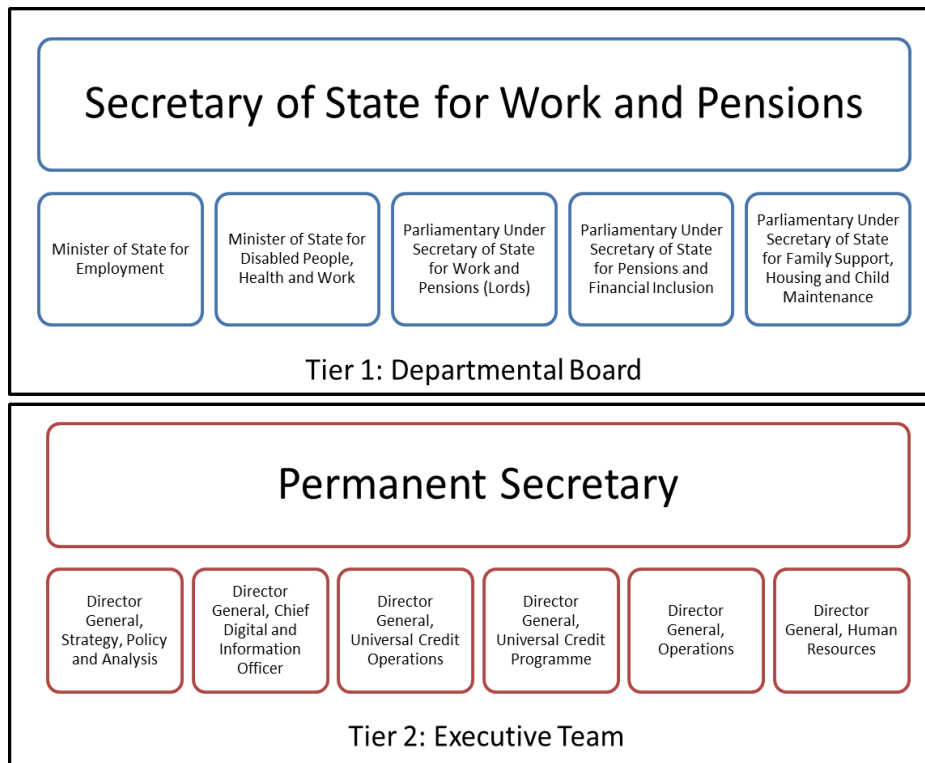 Secretary of State for Work and Pensions
Minister of State for
Employment
Minister of State for
Disabled People,
Health and Work
Parliamentary Under
Secretary of State
for Work and
Pensions (Lords)
Parliamentary Under
Secretary of State
for Pensions and
Financial Inclusion
Parliamentary Under
Secretary of State
for Family Support,
Housing and Child
Maintenance
Tier 1: Departmental Board
Permanent Secretary
Director
General,
Strategy, Policy
and Analysis
Director
General, Chief
Digital and
Information
Officer
Director
General,
Universal Credit
Operations
Director
General,
Universal Credit
Programme
Director
General,
Operations
Director
General, Human
Resources
Tier 2: Executive Team